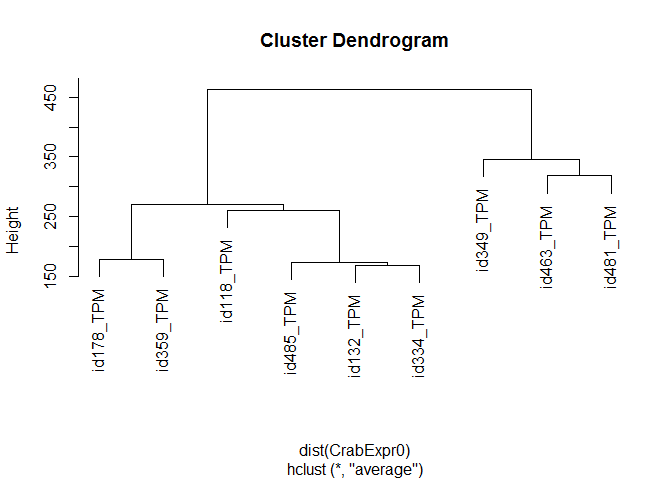 Cluster Dendrogram
Height
450
350
250
150
id178_TPM
id359_TPM
id118_TPM
id485_TPM
id132_TPM
id334_TPM
id349_TPM
id463_TPM
id481_TPM
dist(CrabExpr0)
hclust (*, "average")